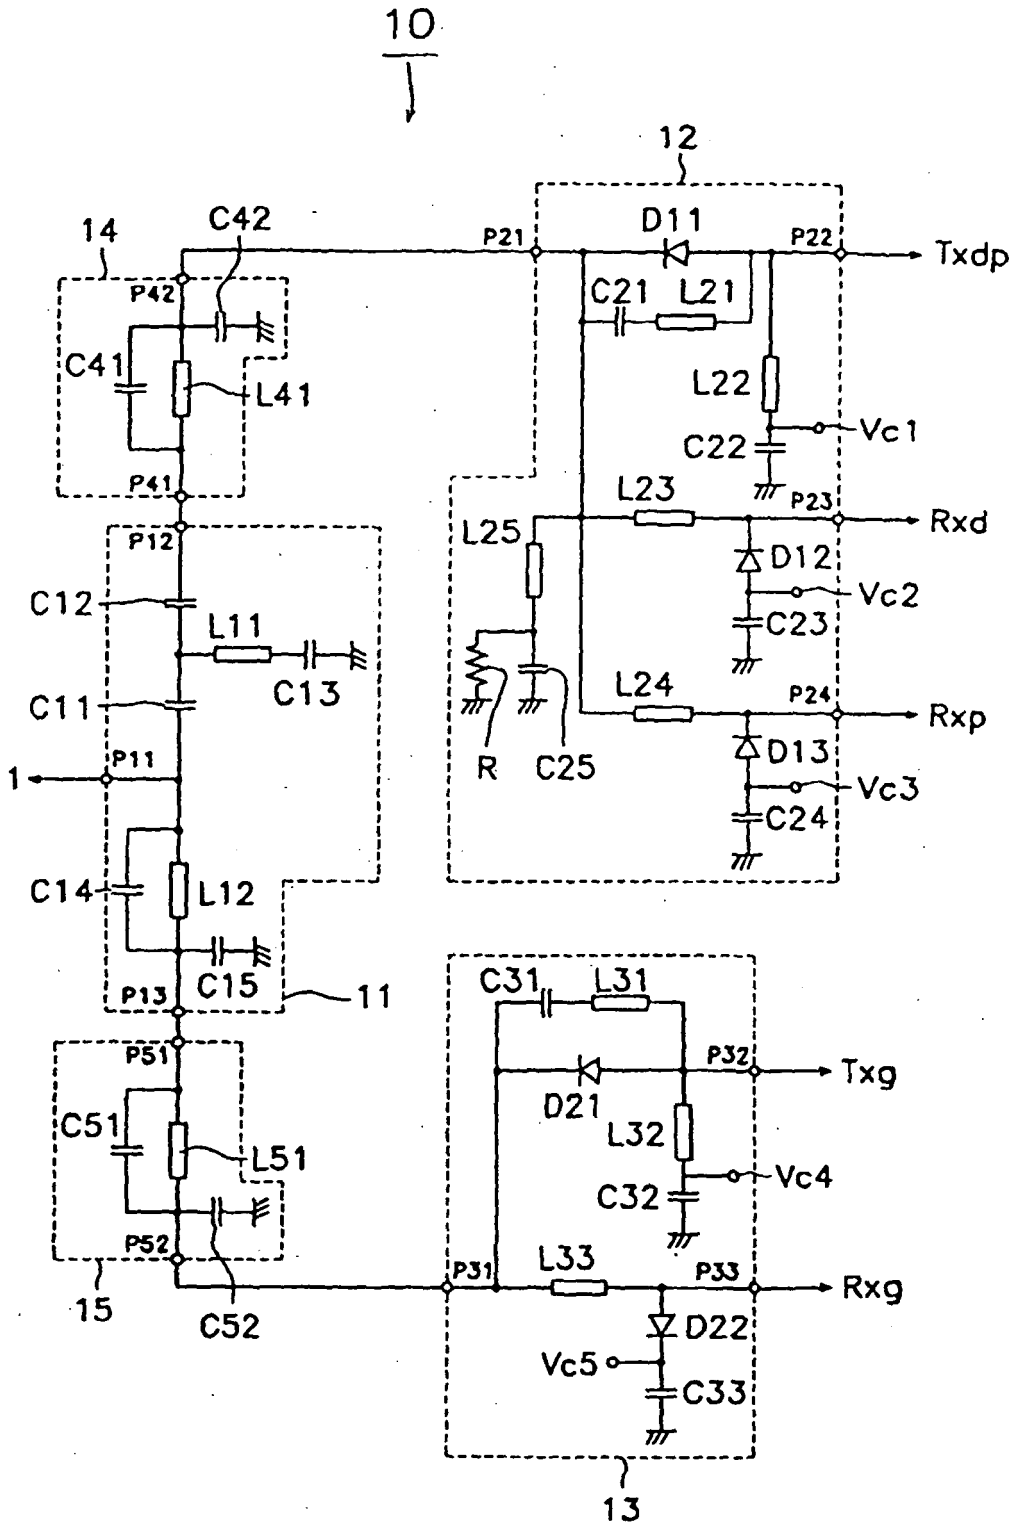 10
12
D11
P21
P22
Txdp
C42
14
P42
C21
L21
C41
L41
L22
Vc1
C22
P41
L23
P23
Rxd
P12
L25
D12
Vc2
C12
L11
C23
C13
C11
L24
P24
Rxp
R
C25
D13
P11
1
Vc3
C24
C14
L12
C15
P13
11
C31
L31
P51
P32
Txg
D21
C51
L32
L51
Vc4
C32
P52
P31
L33
P33
Rxg
15
C52
D22
Vc5
C33
13